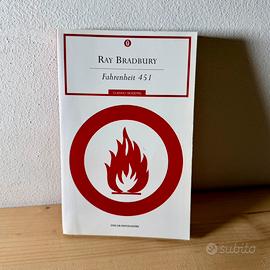 RAY BRADBURY
Fahrenheit 451
CLASSICI MODERNI
OSCAR MONDADORI
subito